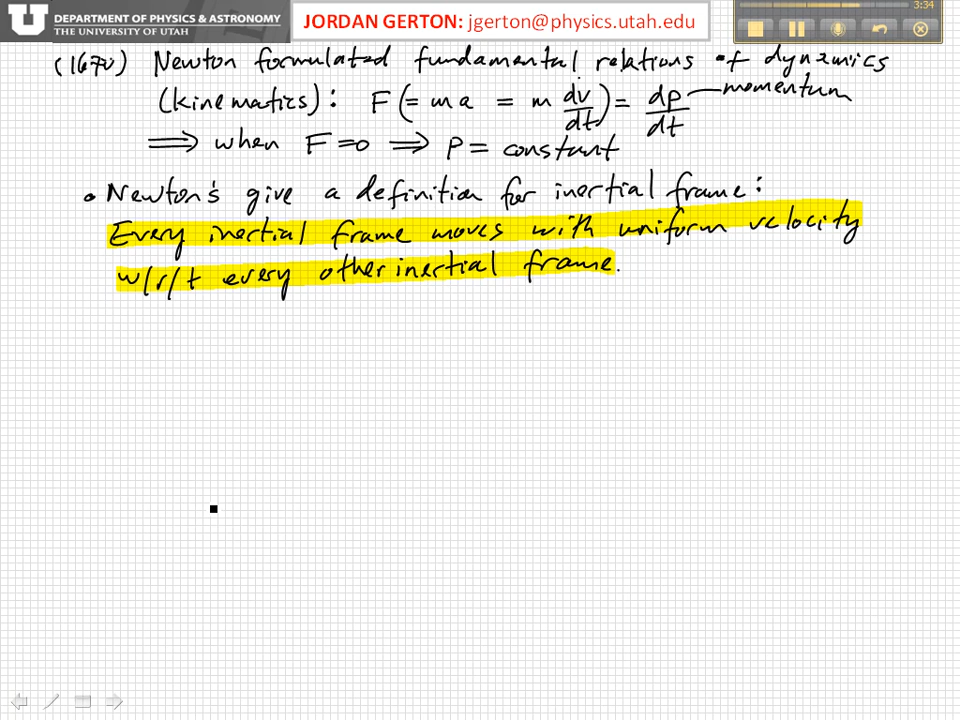 DEPARTMENT OF PHYSICS & ASTRONOMY
THE UNIVERSITY OF UTAH
JORDAN GERTON: jgerton@physics.utah.edu
3:34
(1670) Newton formulated fundamental relations of dynamics
(kinematics): F (= ma = m dv/dt) = dp/dt momentum
⟹ when F=0 ⟹ P = constant
• Newton's give a definition for inertial frame:
Every inertial frame moves with uniform velocity
w/r/t every other inertial frame.